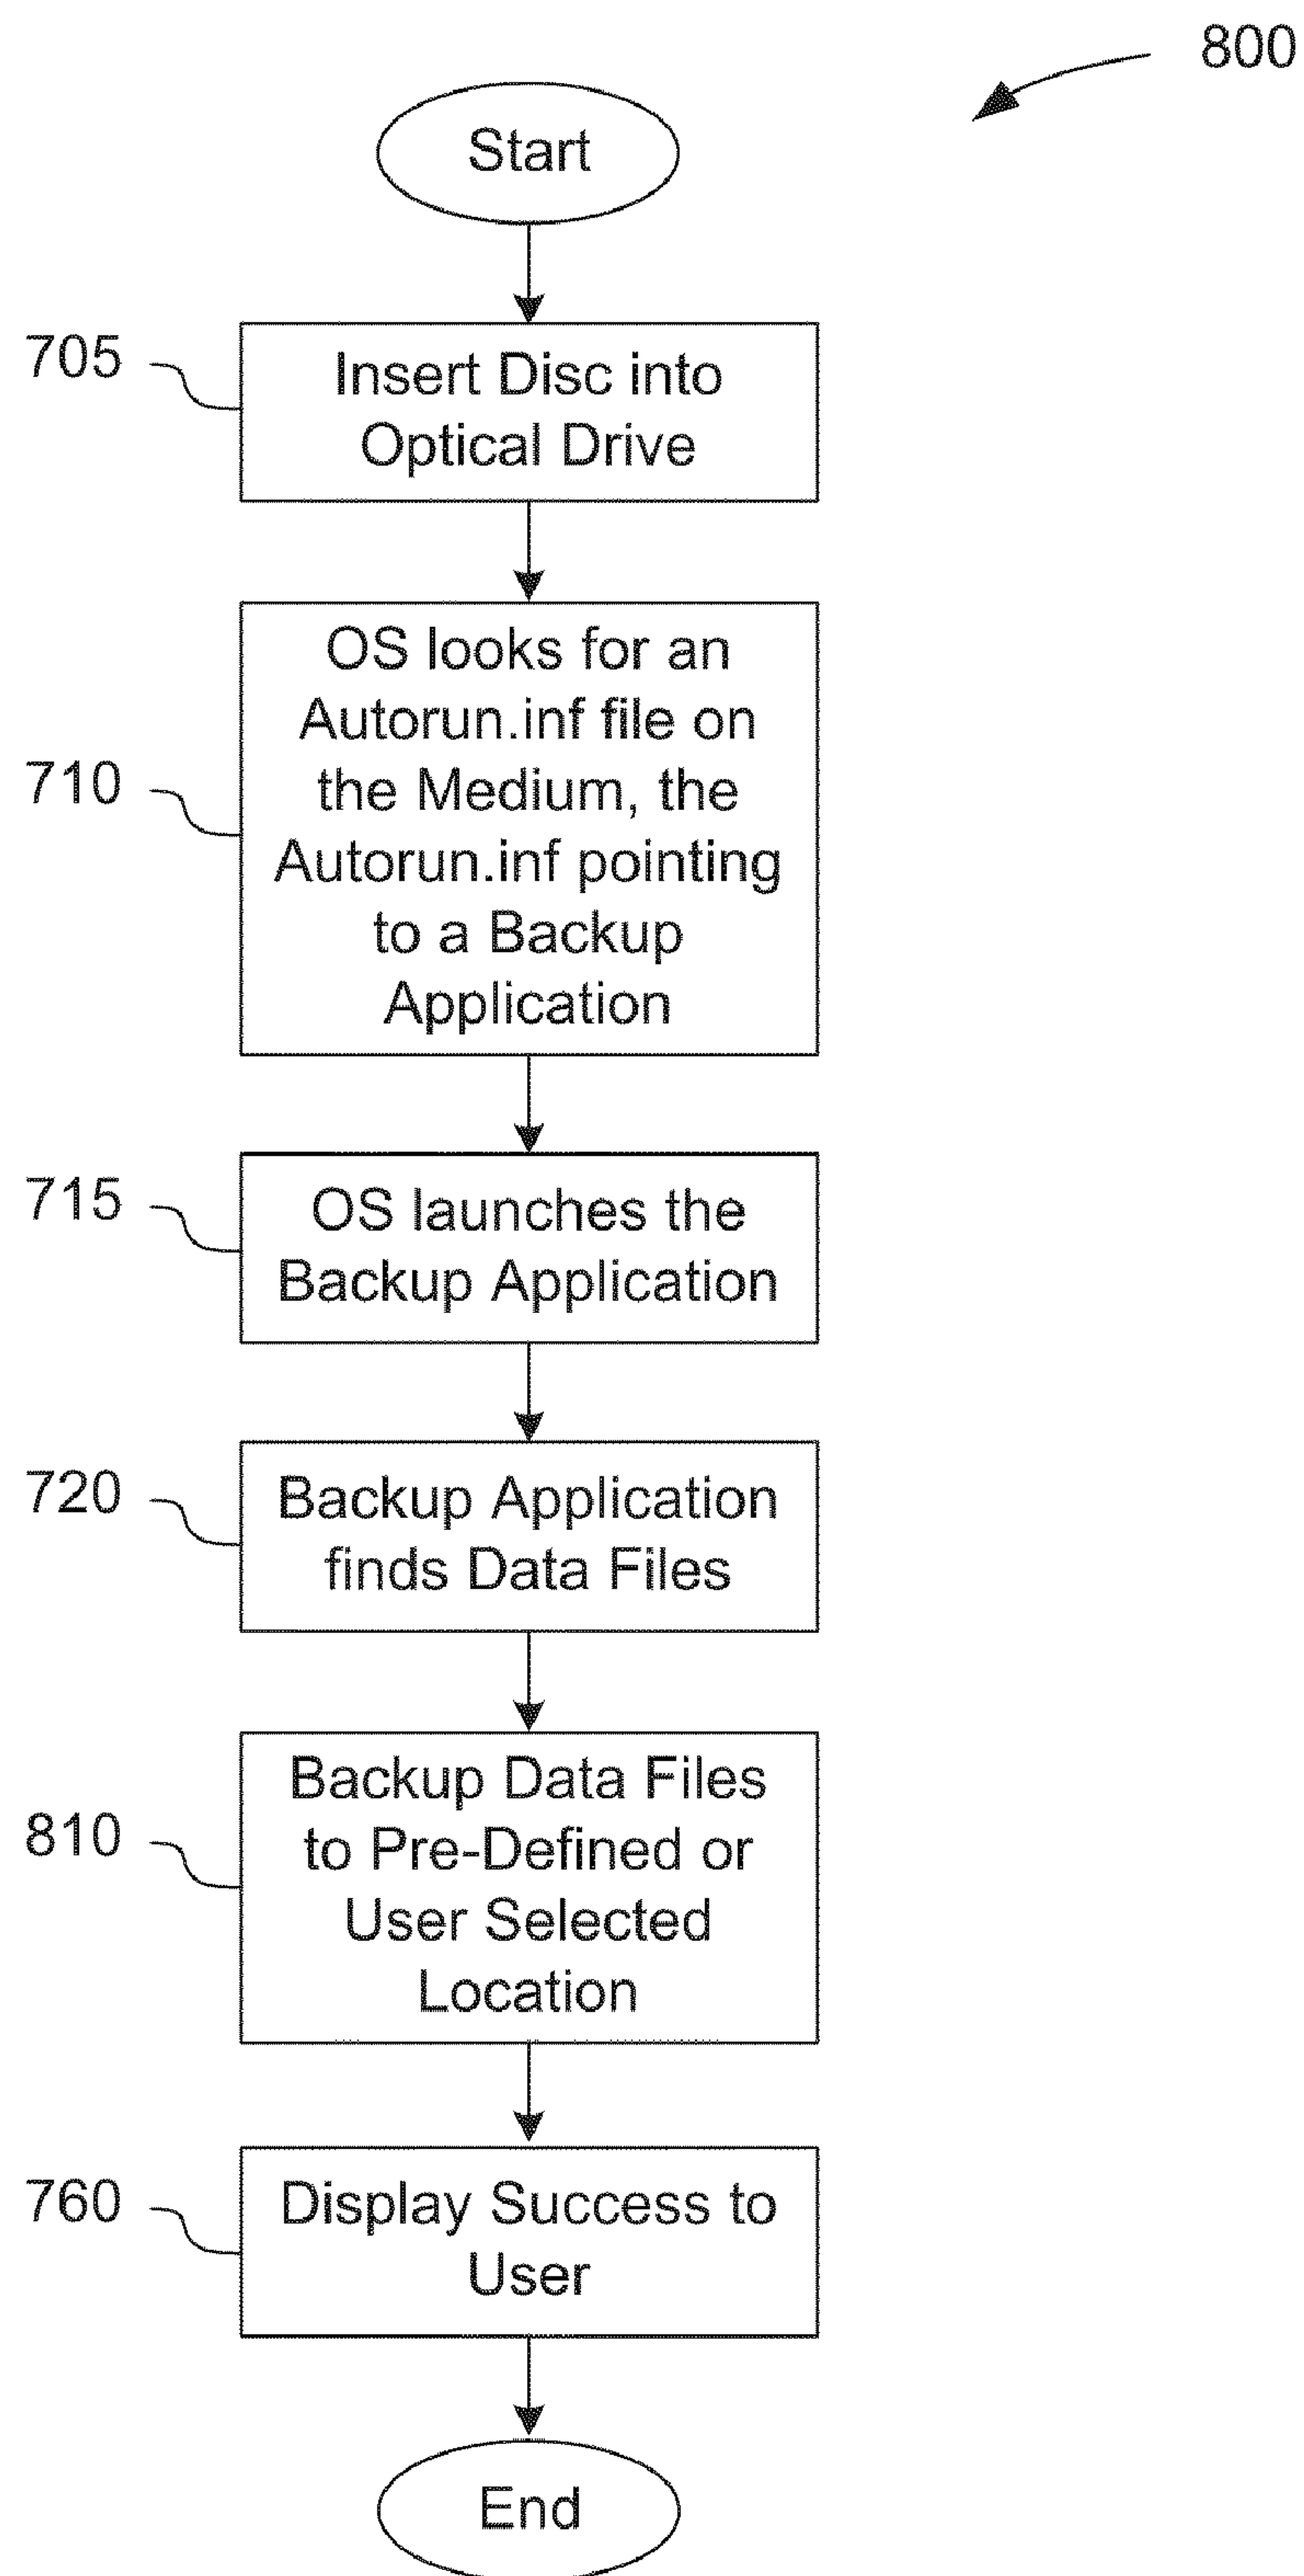 800
Start
705
Insert Disc into
Optical Drive
710
OS looks for an
Autorun.inf file on
the Medium, the
Autorun.inf pointing
to a Backup
Application
715
OS launches the
Backup Application
720
Backup Application
finds Data Files
810
Backup Data Files
to Pre-Defined or
User Selected
Location
760
Display Success to
User
End